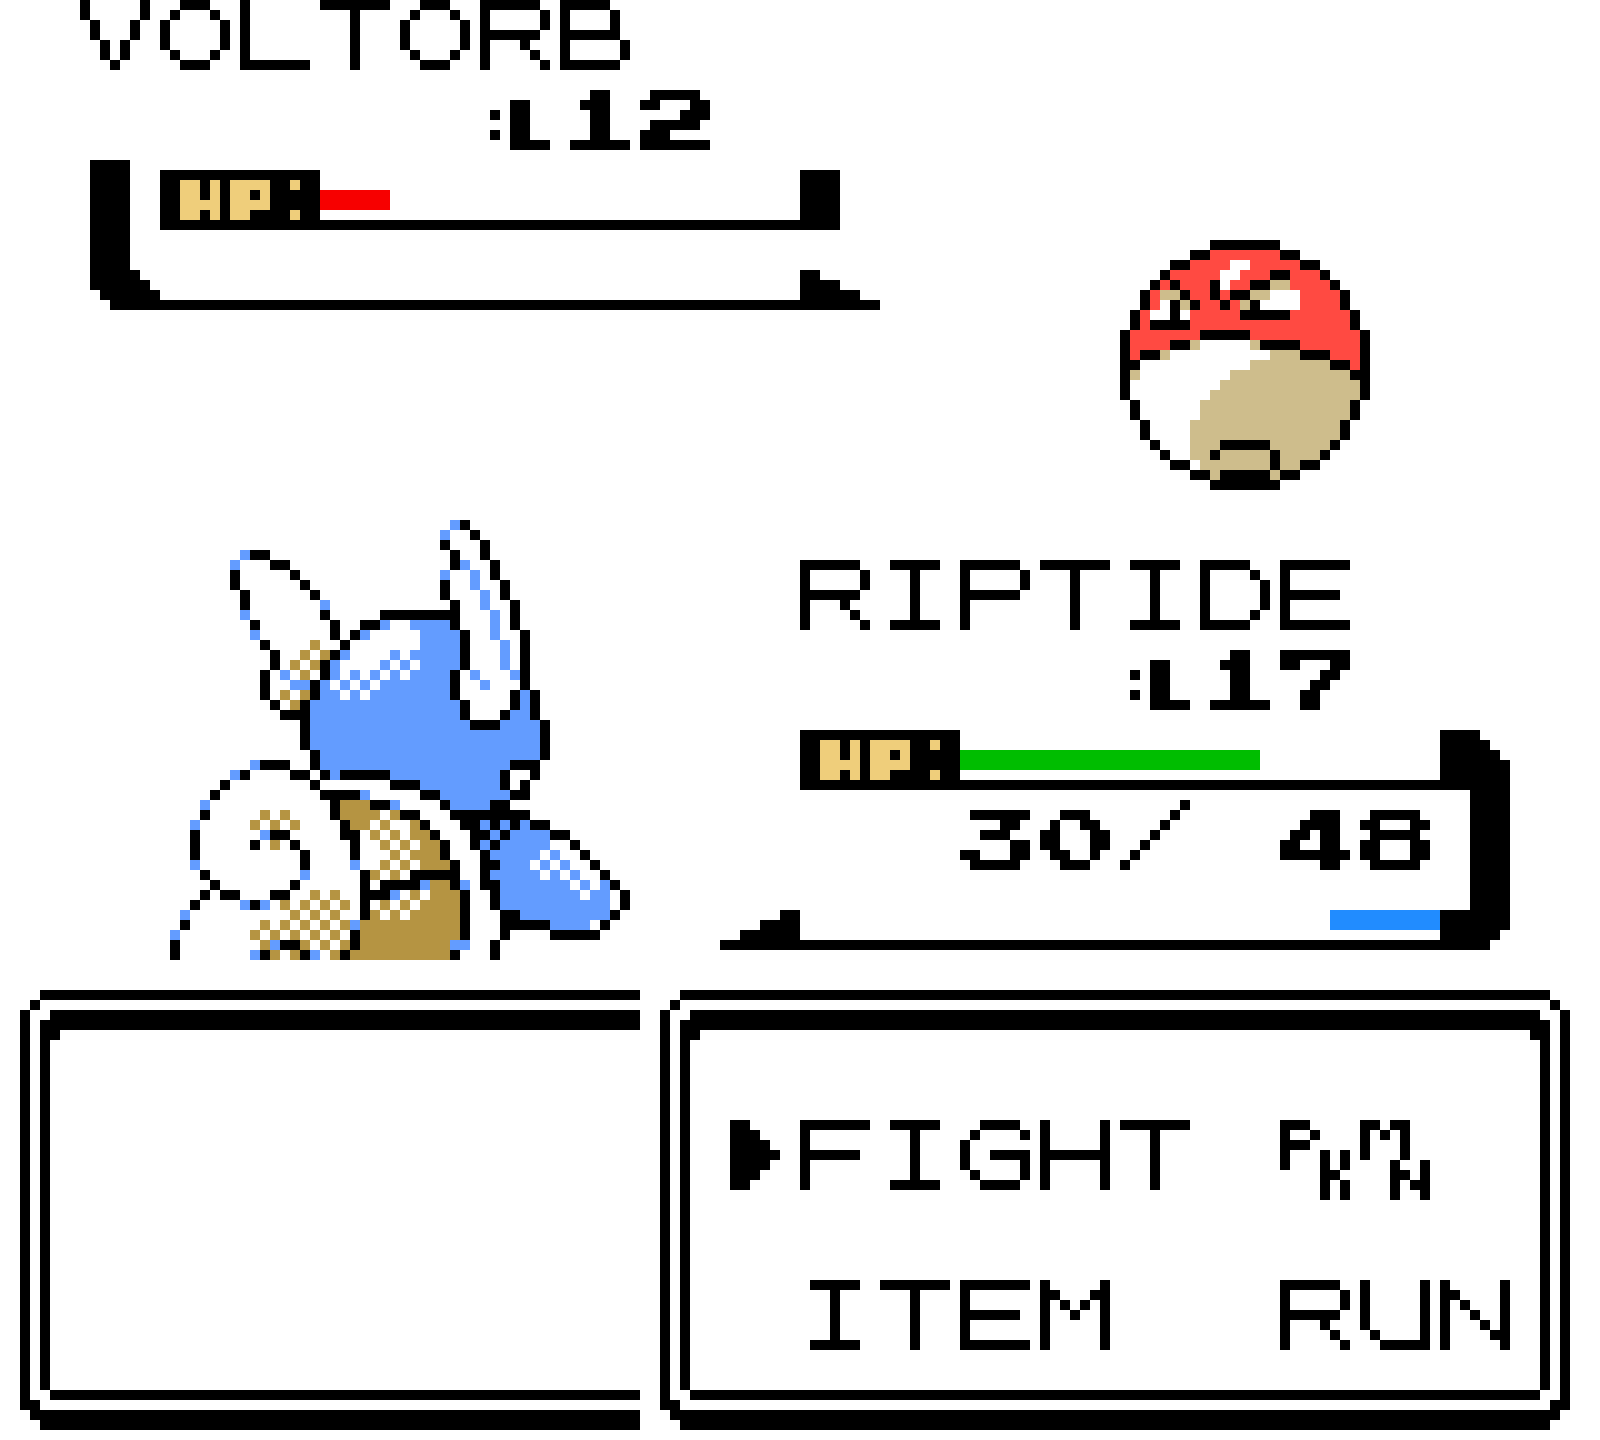 VOLTORB
:L12
HP:
RIPTIDE
:L17
HP:
30/ 48
FIGHT PKMN
ITEM RUN